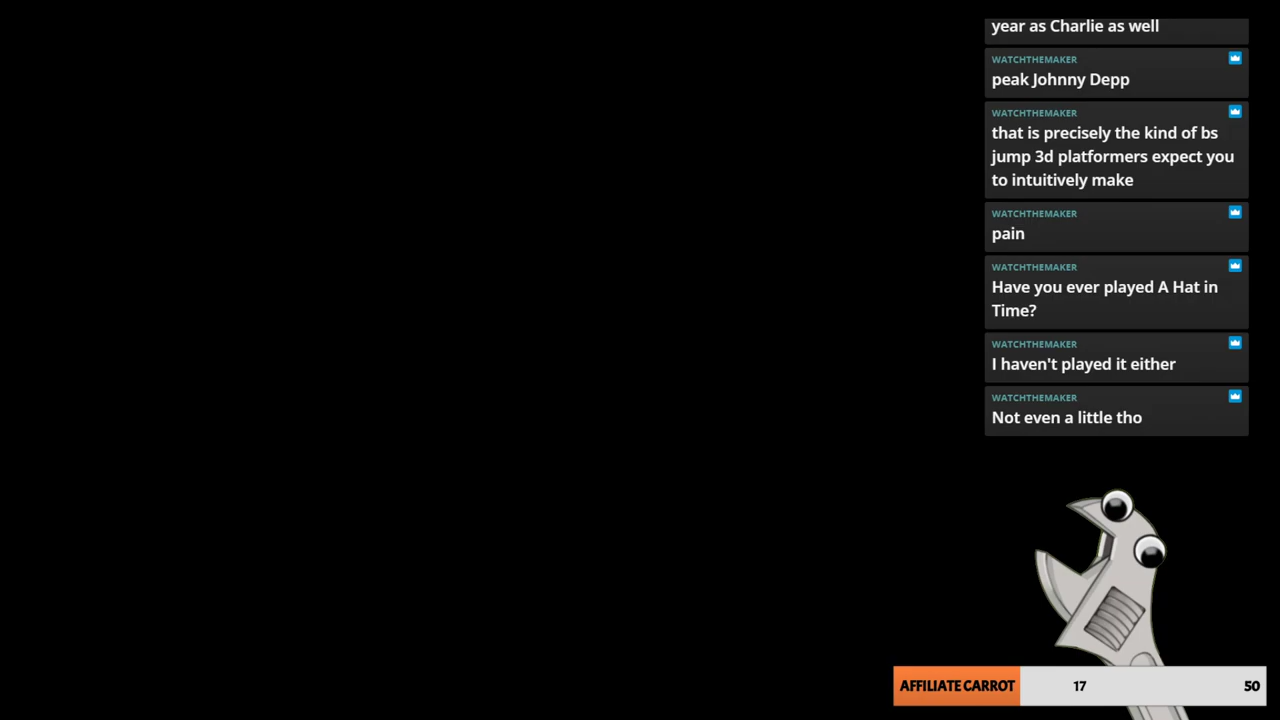 year as Charlie as well
WATCHTHEMAKER
peak Johnny Depp
WATCHTHEMAKER
that is precisely the kind of bs
jump 3d platformers expect you
to intuitively make
WATCHTHEMAKER
pain
WATCHTHEMAKER
Have you ever played A Hat in
Time?
WATCHTHEMAKER
I haven't played it either
WATCHTHEMAKER
Not even a little tho
AFFILIATE CARROT 17 50